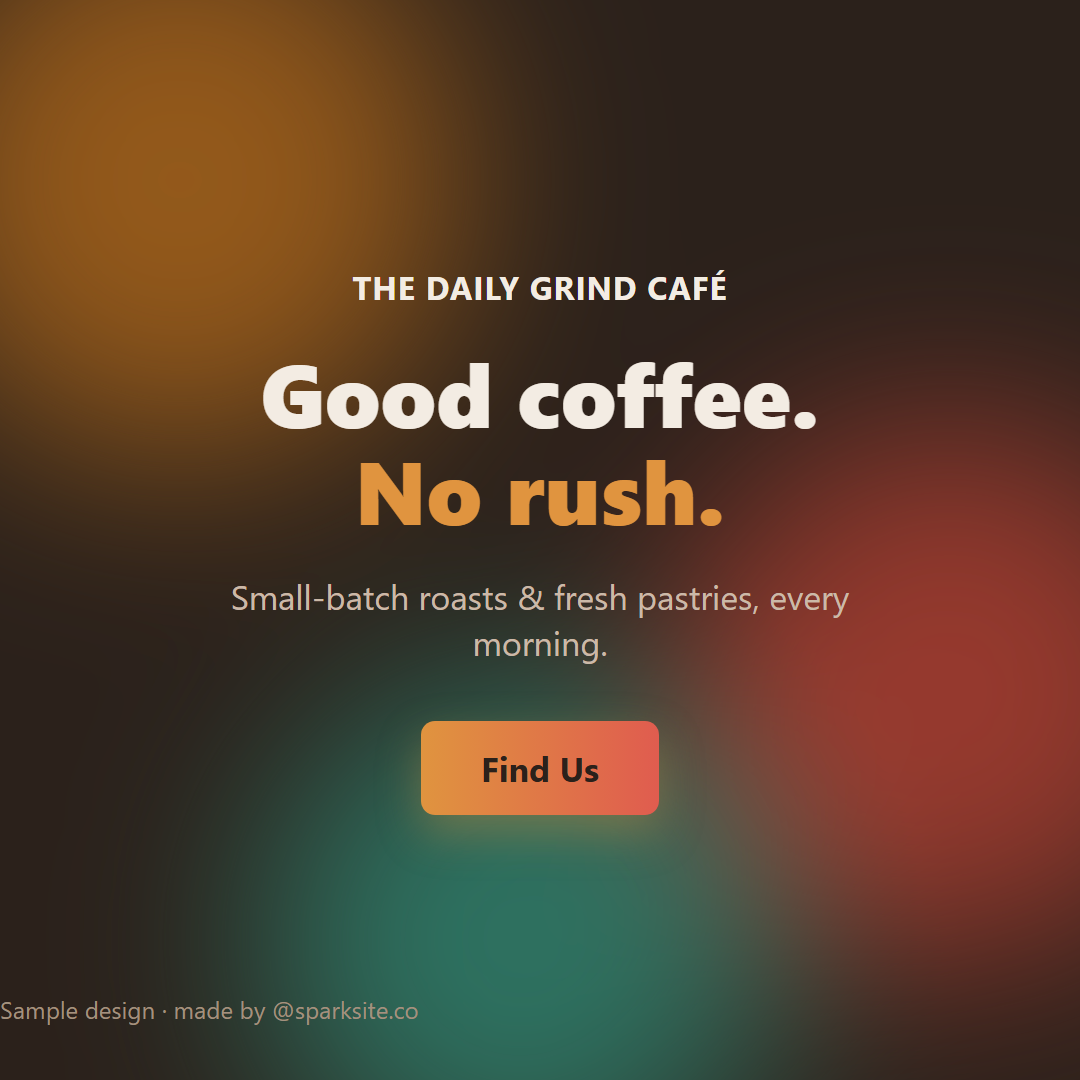 THE DAILY GRIND CAFÉ
Good coffee.
No rush.
Small-batch roasts & fresh pastries, every
morning.
Find Us
Sample design · made by @sparksite.co